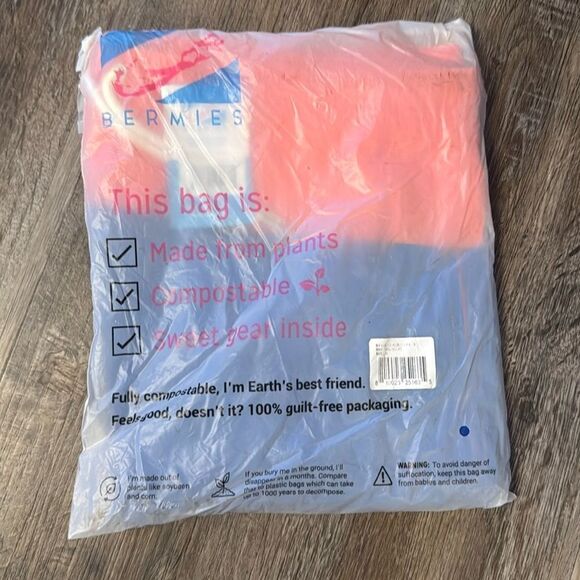 BERMIES
This bag is:
Made from plants
Compostable
Sweet gear inside
Fully compostable, I'm Earth's best friend.
Feels good, doesn't it? 100% guilt-free packaging.
I'm made out of
plants like soybean
and corn.
If you bury me in the ground, I'll
disappear in 6 months. Compare
that to plastic bags which can take
up to 1000 years to decompose.
WARNING: To avoid danger of
suffocation, keep this bag away
from babies and children.